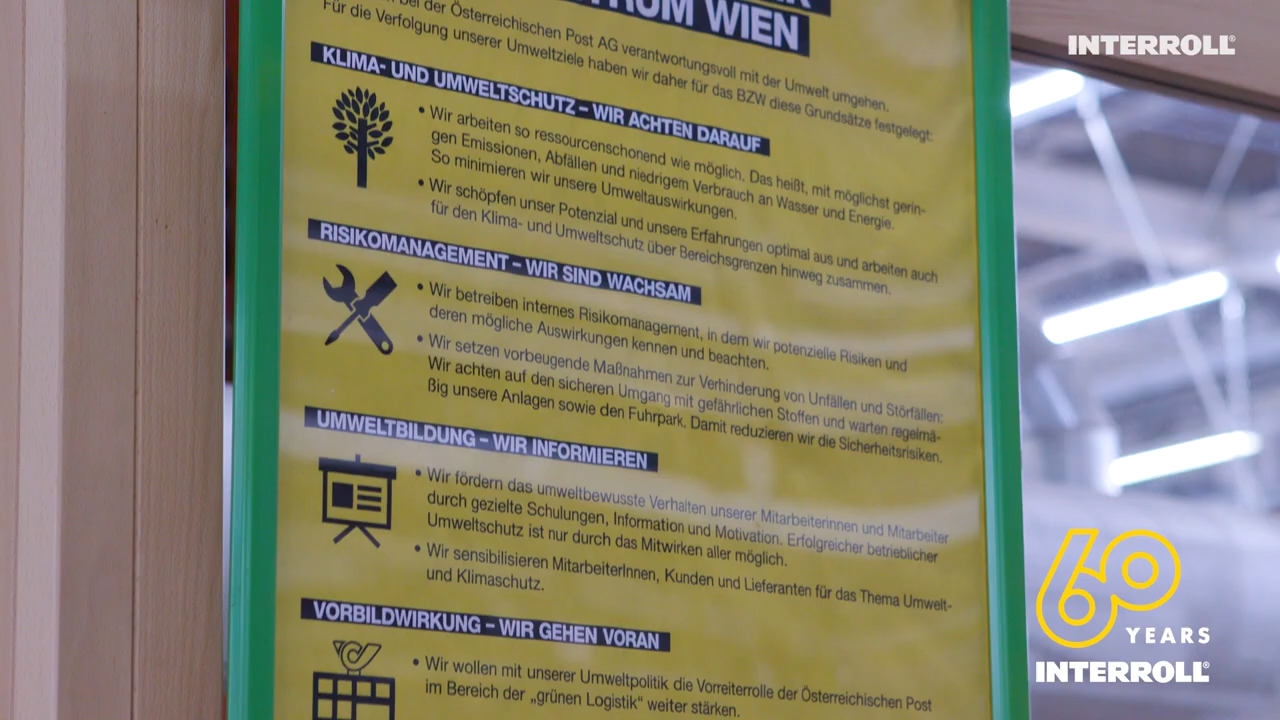 TRUM WIEN
bei der Österreichischen Post AG verantwortungsvoll mit der Umwelt umgehen.
Für die Verfolgung unserer Umweltziele haben wir daher für das BZW diese Grundsätze festgelegt:
KLIMA- UND UMWELTSCHUTZ – WIR ACHTEN DARAUF
• Wir arbeiten so ressourcenschonend wie möglich. Das heißt, mit möglichst gerin-
gen Emissionen, Abfällen und niedrigem Verbrauch an Wasser und Energie.
So minimieren wir unsere Umweltauswirkungen.
• Wir schöpfen unser Potenzial und unsere Erfahrungen optimal aus und arbeiten auch
für den Klima- und Umweltschutz über Bereichsgrenzen hinweg zusammen.
RISIKOMANAGEMENT – WIR SIND WACHSAM
• Wir betreiben internes Risikomanagement, in dem wir potenzielle Risiken und
deren mögliche Auswirkungen kennen und beachten.
• Wir setzen vorbeugende Maßnahmen zur Verhinderung von Unfällen und Störfällen:
Wir achten auf den sicheren Umgang mit gefährlichen Stoffen und warten regelmä-
ßig unsere Anlagen sowie den Fuhrpark. Damit reduzieren wir die Sicherheitsrisiken.
UMWELTBILDUNG – WIR INFORMIEREN
• Wir fördern das umweltbewusste Verhalten unserer Mitarbeiterinnen und Mitarbeiter
durch gezielte Schulungen, Information und Motivation. Erfolgreicher betrieblicher
Umweltschutz ist nur durch das Mitwirken aller möglich.
• Wir sensibilisieren MitarbeiterInnen, Kunden und Lieferanten für das Thema Umwelt-
und Klimaschutz.
VORBILDWIRKUNG – WIR GEHEN VORAN
• Wir wollen mit unserer Umweltpolitik die Vorreiterrolle der Österreichischen Post
im Bereich der „grünen Logistik“ weiter stärken.
INTERROLL®
60
YEARS
INTERROLL®